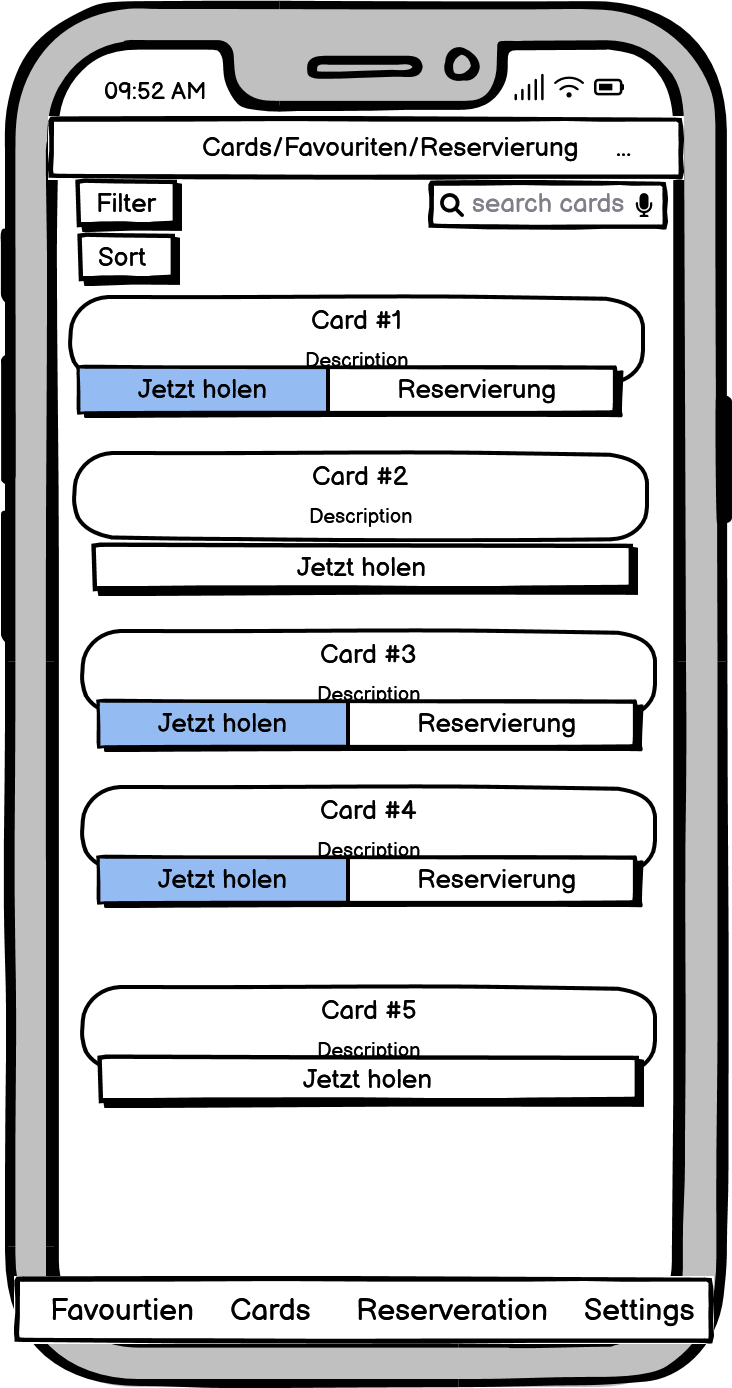 09:52 AM
Cards/Favouriten/Reservierung ...
Filter
search cards
Sort
Card #1
Description
Jetzt holen Reservierung
Card #2
Description
Jetzt holen
Card #3
Description
Jetzt holen Reservierung
Card #4
Description
Jetzt holen Reservierung
Card #5
Description
Jetzt holen
Favourtien Cards Reserveration Settings